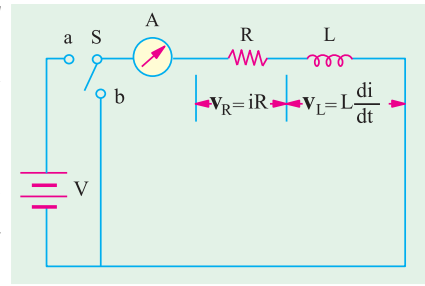 A
a S R L
b
v_R = iR v_L = L di/dt
V